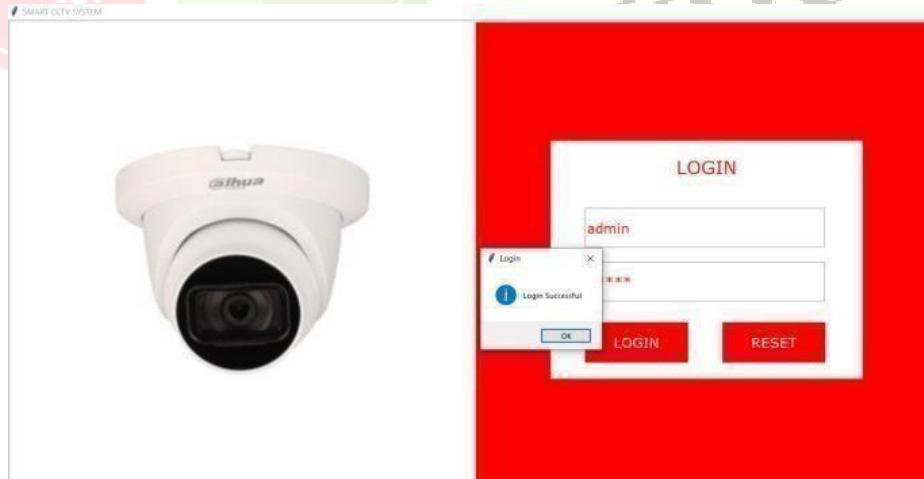 SMART CCTV SYSTEM
alhua
LOGIN
admin
Login
Login Successful
OK
***
LOGIN
RESET